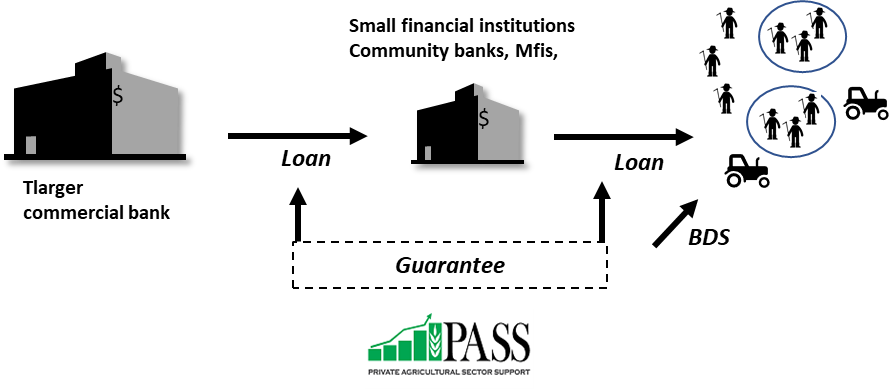 Small financial institutions
Community banks, Mfis,
$
$
Loan
Loan
Tlarger
commercial bank
BDS
Guarantee
PASS
PRIVATE AGRICULTURAL SECTOR SUPPORT